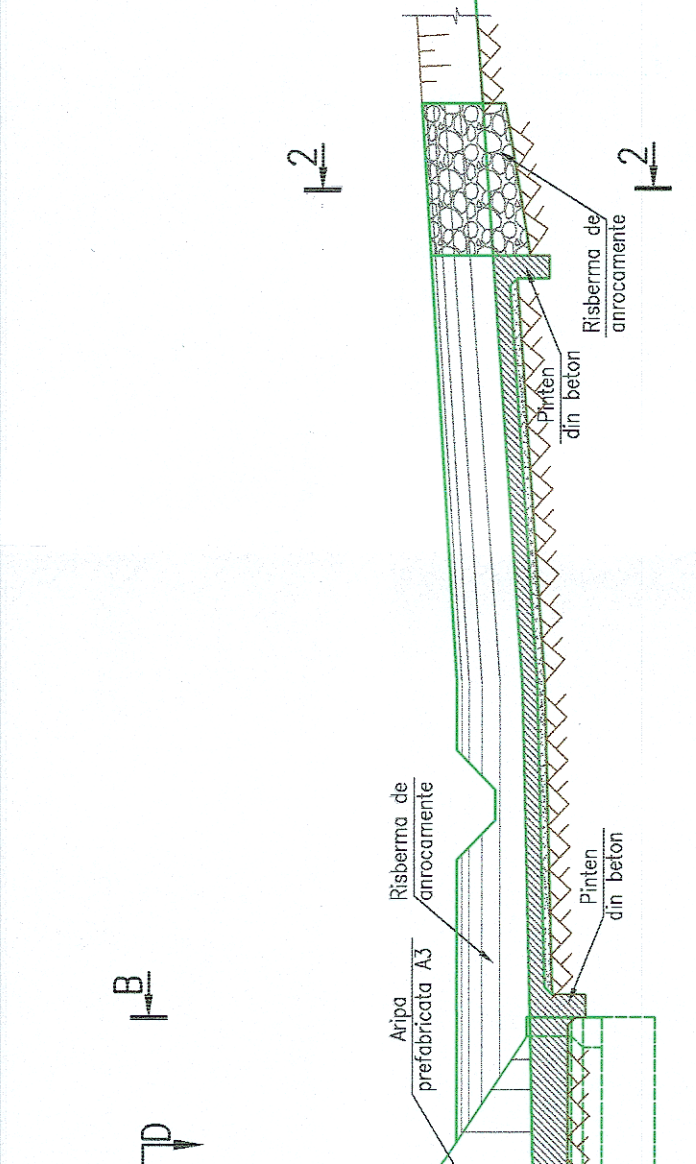 2
2
Risberma de
anrocamente
Pinten
din beton
Risberma de
anrocamente
Pinten
din beton
Aripa
prefabricata A3
B
D